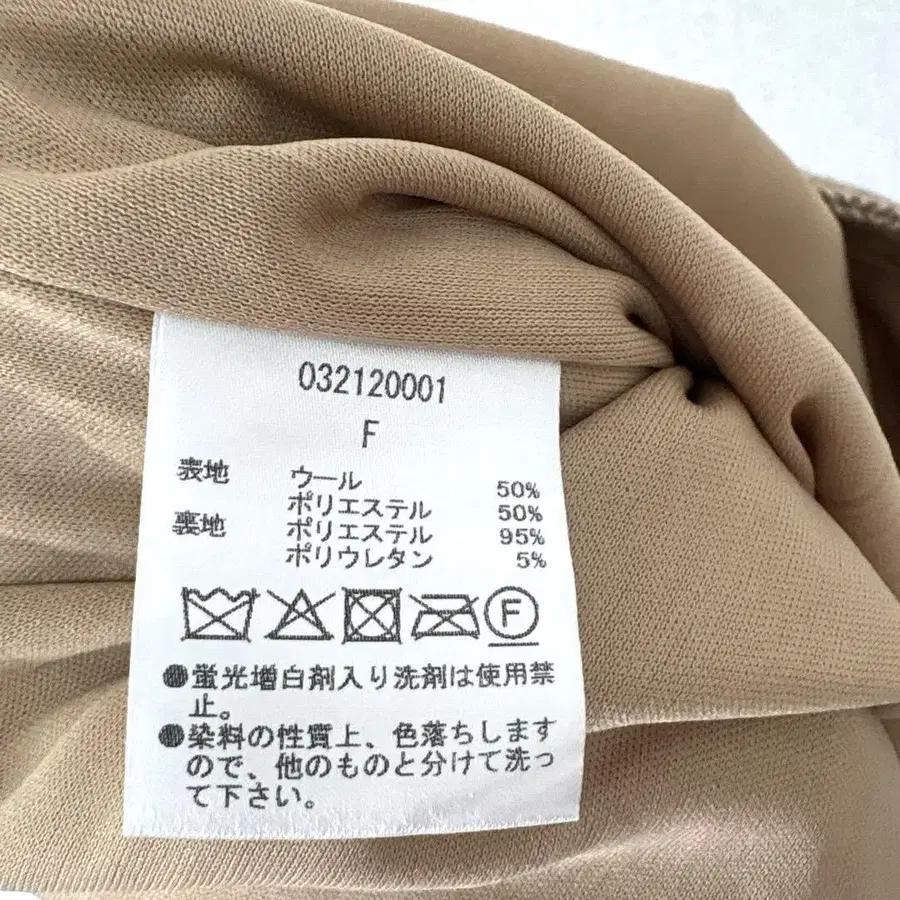 032120001
F
表地 ウール 50%
ポリエステル 50%
裏地 ポリエステル 95%
ポリウレタン 5%
F
●蛍光増白剤入り洗剤は使用禁
止。
●染料の性質上、色落ちします
ので、他のものと分けて洗っ
て下さい。